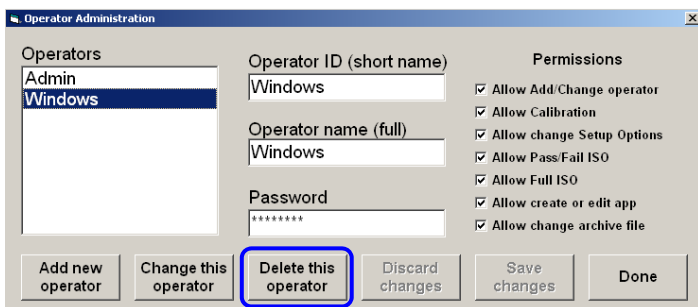 Operator Administration
Operators
Admin
Windows
Operator ID (short name)
Windows
Operator name (full)
Windows
Password
********
Permissions
Allow Add/Change operator
Allow Calibration
Allow change Setup Options
Allow Pass/Fail ISO
Allow Full ISO
Allow create or edit app
Allow change archive file
Add new
operator
Change this
operator
Delete this
operator
Discard
changes
Save
changes
Done